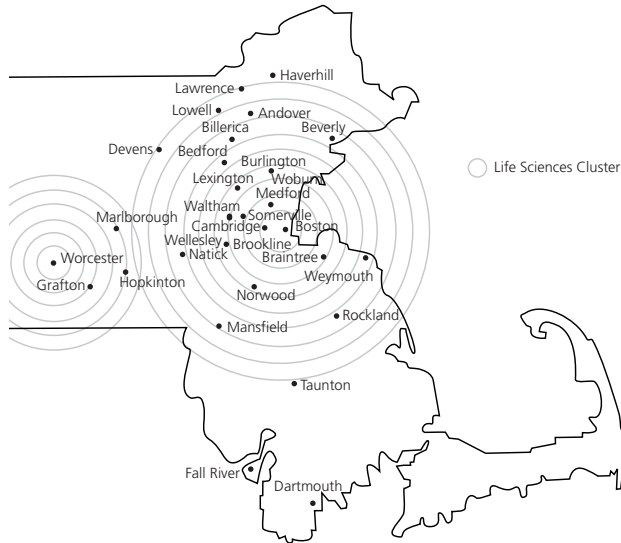 Haverhill
Lawrence
Lowell
Andover
Billerica
Beverly
Devens
Bedford
Burlington
Life Sciences Cluster
Lexington
Woburn
Medford
Waltham
Somerville
Marlborough
Cambridge
Boston
Wellesley
Brookline
Natick
Braintree
Worcester
Weymouth
Hopkinton
Grafton
Norwood
Rockland
Mansfield
Taunton
Fall River
Dartmouth